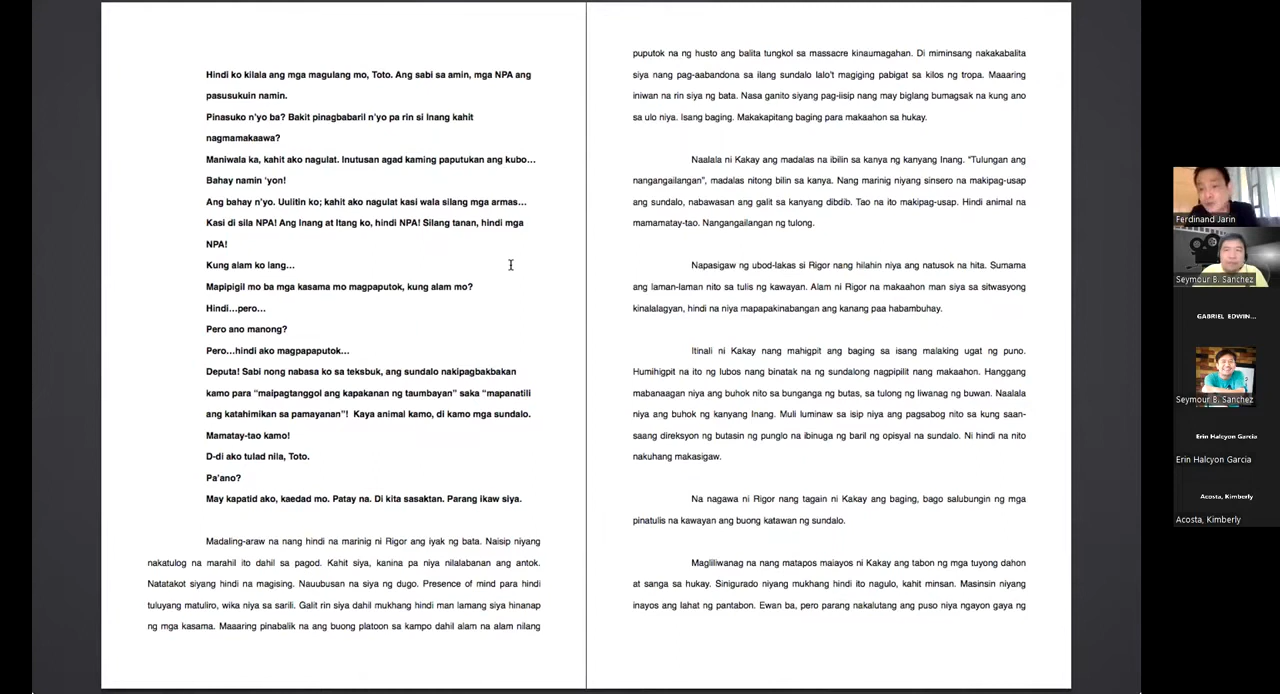 Hindi ko kilala ang mga magulang mo, Toto. Ang sabi sa amin, mga NPA ang
pasusukuin namin.
Pinasuko n'yo ba? Bakit pinagbabaril n'yo pa rin si Inang kahit
nagmamakaawa?
Maniwala ka, kahit ako nagulat. Inutusan agad kaming paputukan ang kubo…
Bahay namin 'yon!
Ang bahay n'yo. Uulitin ko; kahit ako nagulat kasi wala silang mga armas…
Kasi di sila NPA! Ang Inang at Itang ko, hindi NPA! Silang tanan, hindi mga
NPA!
Kung alam ko lang…
Mapipigil mo ba mga kasama mo magpaputok, kung alam mo?
Hindi…pero…
Pero ano manong?
Pero…hindi ako magpapaputok…
Deputa! Sabi nong nabasa ko sa teksbuk, ang sundalo nakipagbakbakan
kamo para “maipagtanggol ang kapakanan ng taumbayan” saka “mapanatili
ang katahimikan sa pamayanan”! Kaya animal kamo, di kamo mga sundalo.
Mamatay-tao kamo!
D-di ako tulad nila, Toto.
Pa'ano?
May kapatid ako, kaedad mo. Patay na. Di kita sasaktan. Parang ikaw siya.
Madaling-araw na nang hindi na marinig ni Rigor ang iyak ng bata. Naisip niyang
nakatulog na marahil ito dahil sa pagod. Kahit siya, kanina pa niya nilalabanan ang antok.
Natatakot siyang hindi na magising. Nauubusan na siya ng dugo. Presence of mind para hindi
tuluyang matuliro, wika niya sa sarili. Galit rin siya dahil mukhang hindi man lamang siya hinanap
ng mga kasama. Maaaring pinabalik na ang buong platoon sa kampo dahil alam na alam nilang
puputok na ng husto ang balita tungkol sa massacre kinaumagahan. Di miminsang nakakabalita
siya nang pag-aabandona sa ilang sundalo lalo't magiging pabigat sa kilos ng tropa. Maaaring
iniwan na rin siya ng bata. Nasa ganito siyang pag-iisip nang may biglang bumagsak na kung ano
sa ulo niya. Isang baging. Makakapitang baging para makaahon sa hukay.
Naalala ni Kakay ang madalas na ibilin sa kanya ng kanyang Inang. “Tulungan ang
nangangailangan”, madalas nitong bilin sa kanya. Nang marinig niyang sinsero na makipag-usap
ang sundalo, nabawasan ang galit sa kanyang dibdib. Tao na ito makipag-usap. Hindi animal na
mamamatay-tao. Nangangailangan ng tulong.
Napasigaw ng ubod-lakas si Rigor nang hilahin niya ang natusok na hita. Sumama
ang laman-laman nito sa tulis ng kawayan. Alam ni Rigor na makaahon man siya sa sitwasyong
kinalalagyan, hindi na niya mapapakinabangan ang kanang paa habambuhay.
Itinali ni Kakay nang mahigpit ang baging sa isang malaking ugat ng puno.
Humihigpit na ito ng lubos nang binatak na ng sundalong nagpipilit nang makaahon. Hanggang
mabanaagan niya ang buhok nito sa bunganga ng butas, sa tulong ng liwanag ng buwan. Naalala
niya ang buhok ng kanyang Inang. Muli luminaw sa isip niya ang pagsabog nito sa kung saan-
saang direksyon ng butasin ng punglo na ibinuga ng baril ng opisyal na sundalo. Ni hindi na nito
nakuhang makasigaw.
Na nagawa ni Rigor nang tagain ni Kakay ang baging, bago salubungin ng mga
pinatulis na kawayan ang buong katawan ng sundalo.
Magliliwanag na nang matapos maiayos ni Kakay ang tabon ng mga tuyong dahon
at sanga sa hukay. Sinigurado niyang mukhang hindi ito nagulo, kahit minsan. Masinsin niyang
inayos ang lahat ng pantabon. Ewan ba, pero parang nakalutang ang puso niya ngayon gaya ng
Ferdinand Jarin
Seymour B. Sanchez
GABRIEL EDWIN...
Seymour B. Sanchez
Erin Halcyon Garcia
Erin Halcyon Garcia
Acosta, Kimberly
Acosta, Kimberly